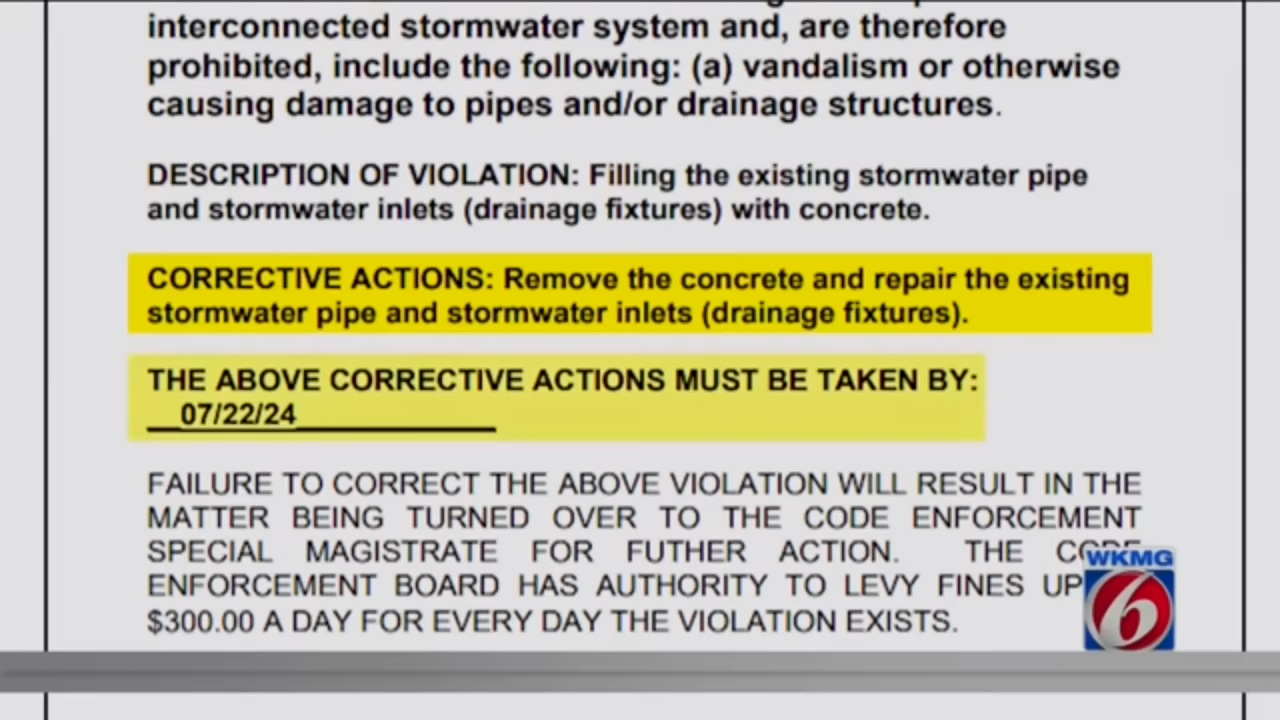 interconnected stormwater system and, are therefore
prohibited, include the following: (a) vandalism or otherwise
causing damage to pipes and/or drainage structures.
DESCRIPTION OF VIOLATION: Filling the existing stormwater pipe
and stormwater inlets (drainage fixtures) with concrete.
CORRECTIVE ACTIONS: Remove the concrete and repair the existing
stormwater pipe and stormwater inlets (drainage fixtures).
THE ABOVE CORRECTIVE ACTIONS MUST BE TAKEN BY:
__07/22/24____________
FAILURE TO CORRECT THE ABOVE VIOLATION WILL RESULT IN THE
MATTER BEING TURNED OVER TO THE CODE ENFORCEMENT
SPECIAL MAGISTRATE FOR FUTHER ACTION. THE CODE
ENFORCEMENT BOARD HAS AUTHORITY TO LEVY FINES UP
$300.00 A DAY FOR EVERY DAY THE VIOLATION EXISTS.
WKMG
6